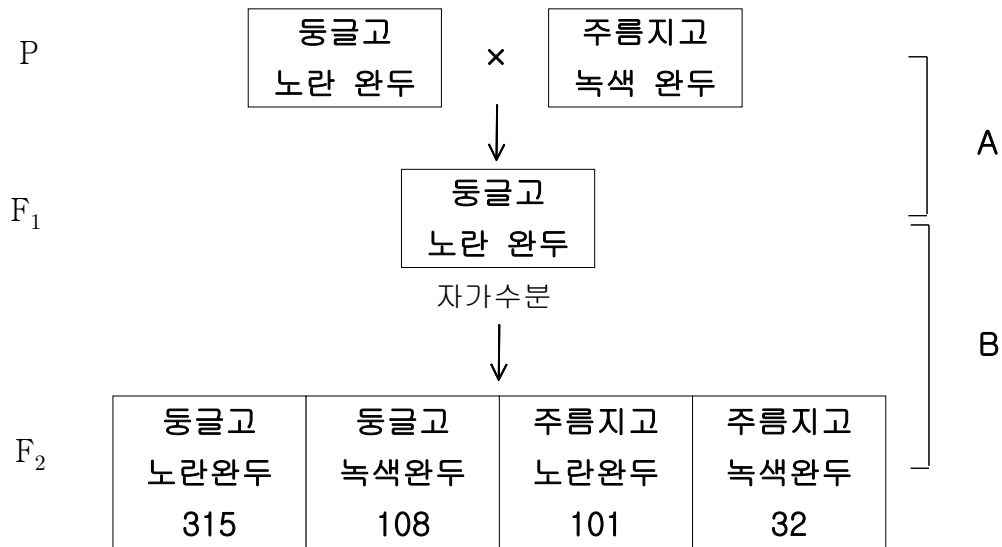 P
둥글고
노란 완두
×
주름지고
녹색 완두
A
F₁
둥글고
노란 완두
자가수분
B
F₂
둥글고
노란완두
315
둥글고
녹색완두
108
주름지고
노란완두
101
주름지고
녹색완두
32